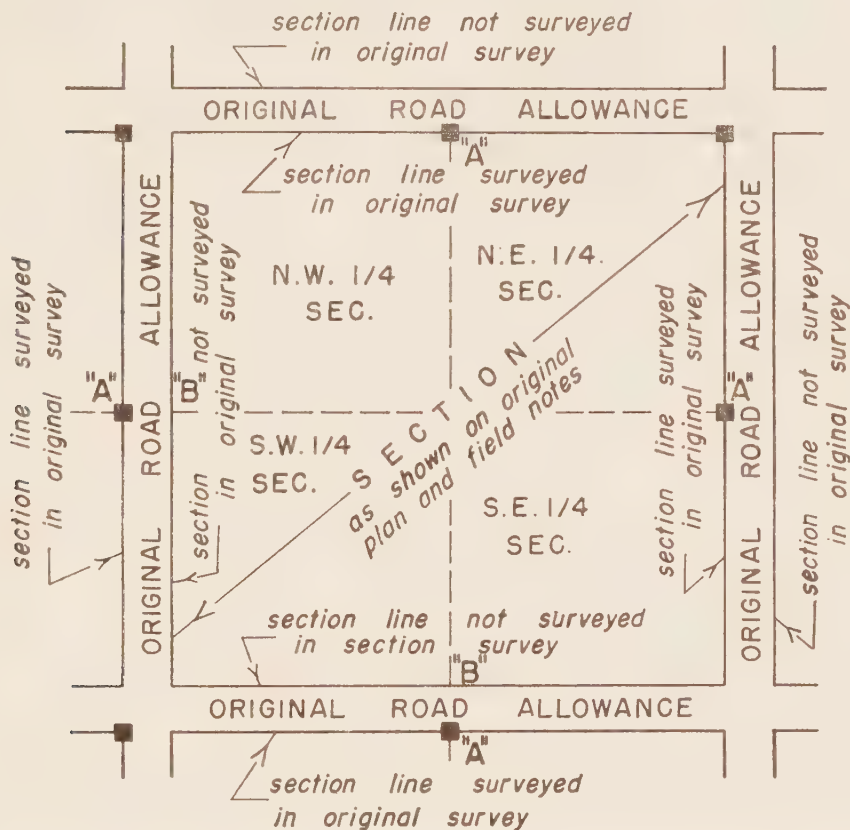 section line not surveyed
in original survey
ORIGINAL ROAD ALLOWANCE
"A"
section line surveyed
in original survey
N.W. 1/4
SEC.
N.E. 1/4.
SEC.
section line surveyed
in original survey
"A"
ORIGINAL ROAD ALLOWANCE
"B"
section line not surveyed
in original survey
SECTION
as shown on original
plan and field notes
section line surveyed
in original survey
"A"
ORIGINAL ROAD ALLOWANCE
section line not surveyed
in original survey
S.W. 1/4
SEC.
S.E. 1/4
SEC.
section line not surveyed
in section survey
"B"
ORIGINAL ROAD ALLOWANCE
"A"
section line surveyed
in original survey